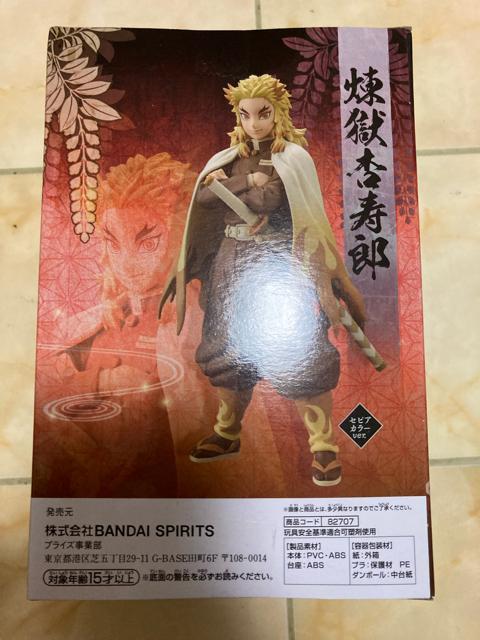 煉獄杏寿郎
セピア
カラー
ver.
発売元
株式会社BANDAI SPIRITS
プライズ事業部
東京都港区芝五丁目29-11 G-BASE田町6F 〒108-0014
対象年齢15才以上 ※底面の警告を必ずお読みください。
※画像と商品とは、多少異なりますのでご了承ください。
商品コード 82707
玩具安全基準適合可塑剤使用
【製品素材】
本体:PVC・ABS
台座:ABS
【容器包装材】
紙:外箱
プラ:保護材 PE
ダンボール:中台紙